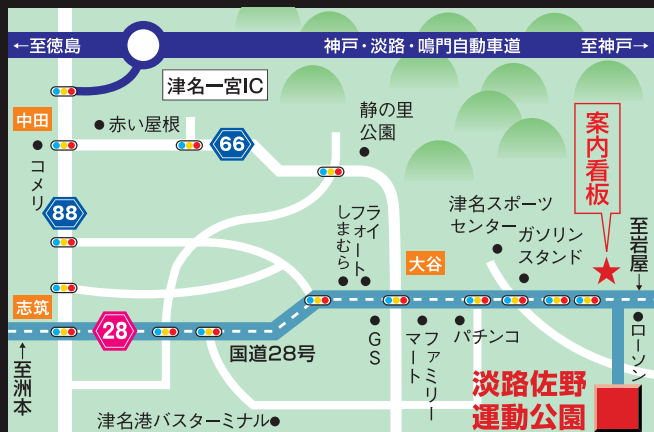 ←至徳島
神戸・淡路・鳴門自動車道
至神戸→
津名一宮IC
中田
赤い屋根
66
静の里
公園
案内看板
コメリ
88
津名スポーツ
センター
ガソリン
スタンド
至岩屋→
フライト
フォート
しまむら
大谷
志筑
28
国道28号
GS
ファミリー
マート
パチンコ
ローソン
←至洲本
淡路佐野
運動公園
津名港バスターミナル